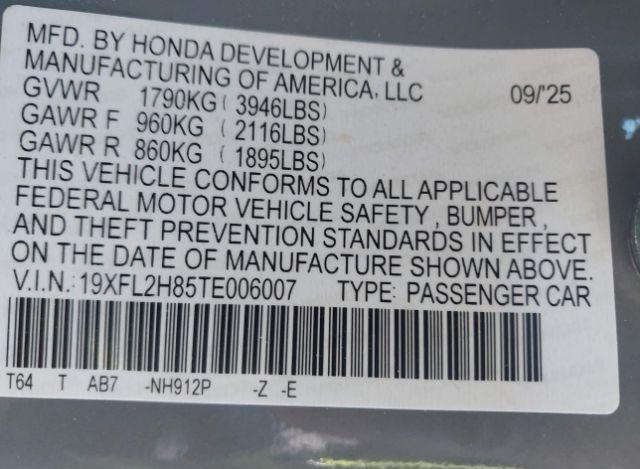 MFD. BY HONDA DEVELOPMENT &
MANUFACTURING OF AMERICA, LLC 09/'25
GVWR 1790KG ( 3946LBS)
GAWR F 960KG ( 2116LBS)
GAWR R 860KG ( 1895LBS)
THIS VEHICLE CONFORMS TO ALL APPLICABLE
FEDERAL MOTOR VEHICLE SAFETY , BUMPER ,
AND THEFT PREVENTION STANDARDS IN EFFECT
ON THE DATE OF MANUFACTURE SHOWN ABOVE.
V.I.N.: 19XFL2H85TE006007 TYPE: PASSENGER CAR
T64 T AB7 -NH912P -Z -E